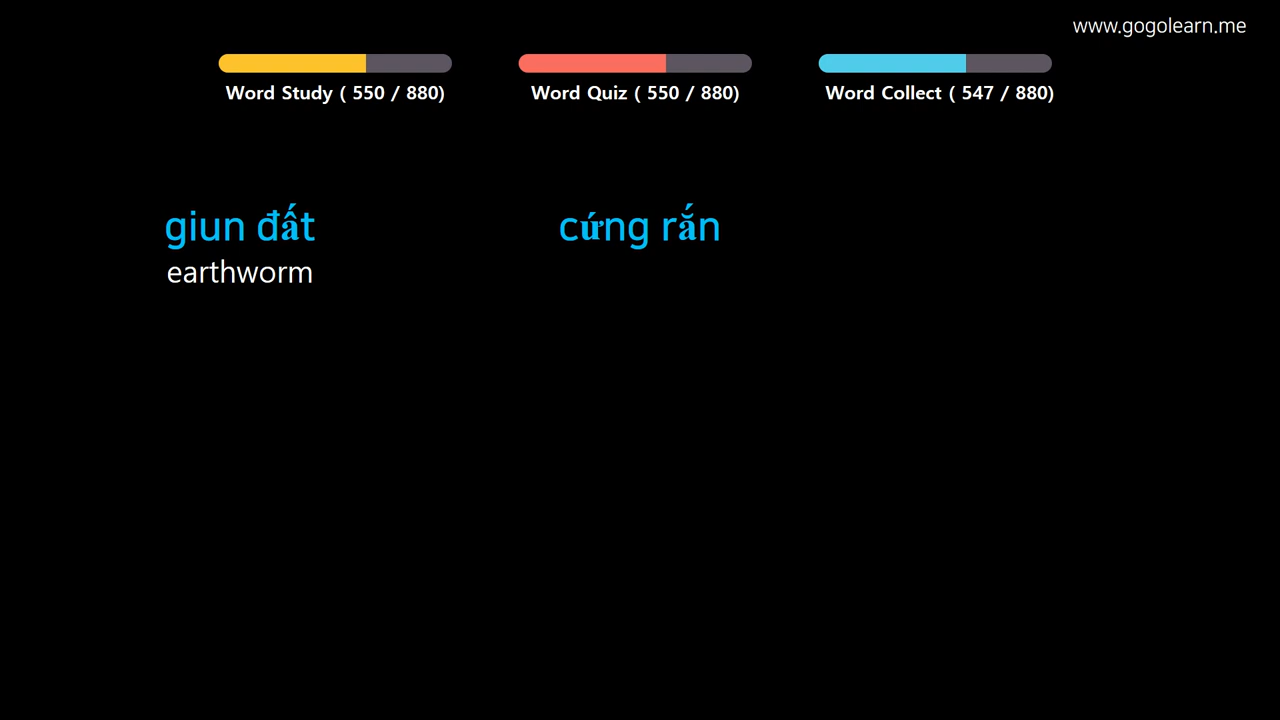 www.gogolearn.me
Word Study ( 550 / 880)
Word Quiz ( 550 / 880)
Word Collect ( 547 / 880)
giun đất
earthworm
cứng rắn